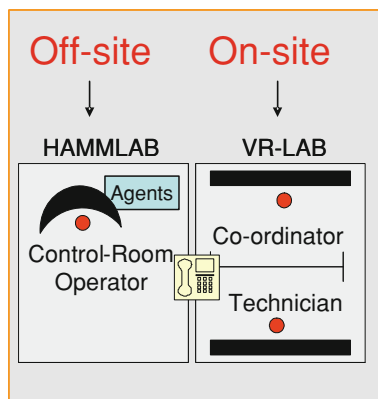 Off-site
On-site
HAMMLAB
VR-LAB
Agents
Control-Room
Operator
Co-ordinator
Technician